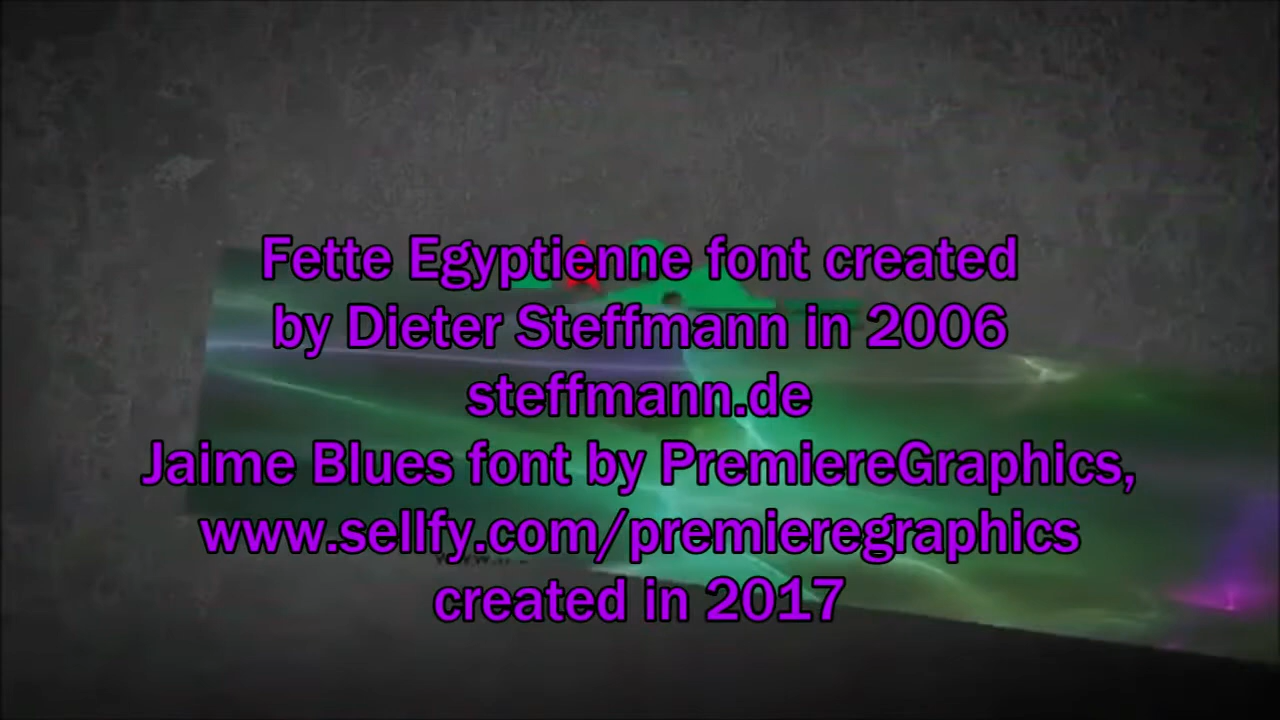 Fette Egyptienne font created
by Dieter Steffmann in 2006
steffmann.de
Jaime Blues font by PremiereGraphics,
www.sellfy.com/premieregraphics
created in 2017